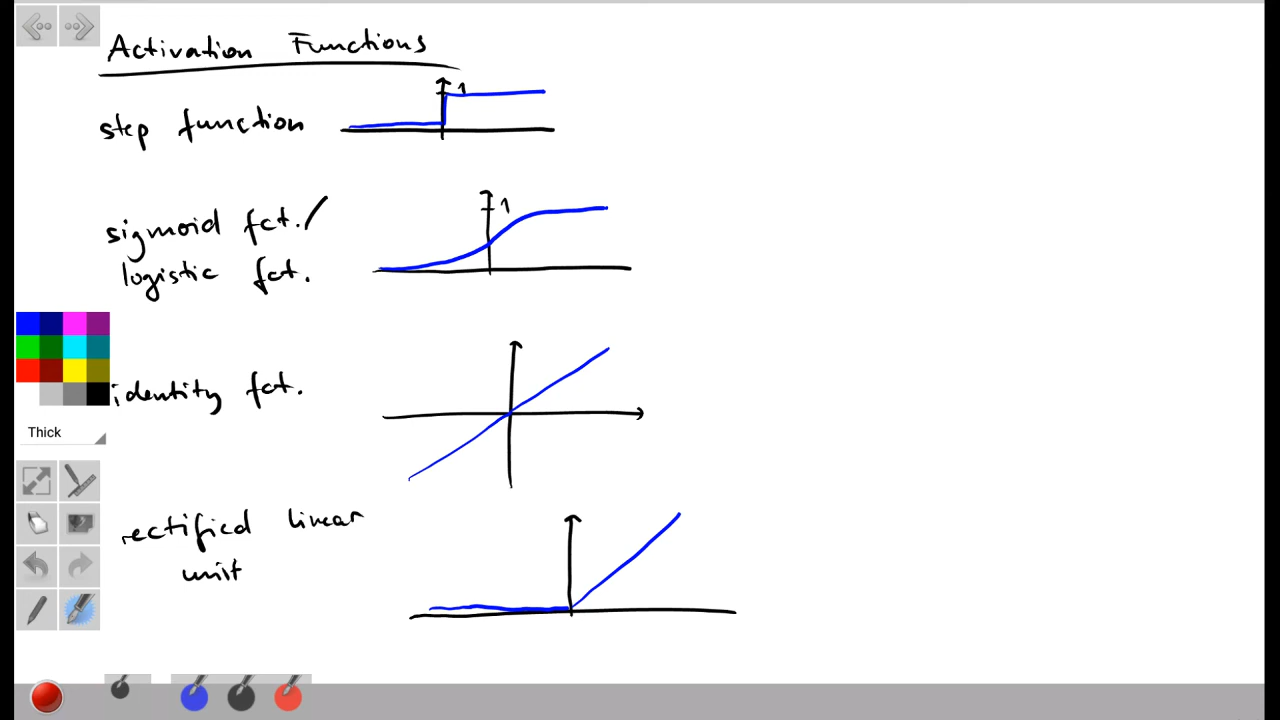 Activation Functions
step function
1
sigmoid fct./
1
logistic fct.
identity fct.
Thick
rectified linear
unit